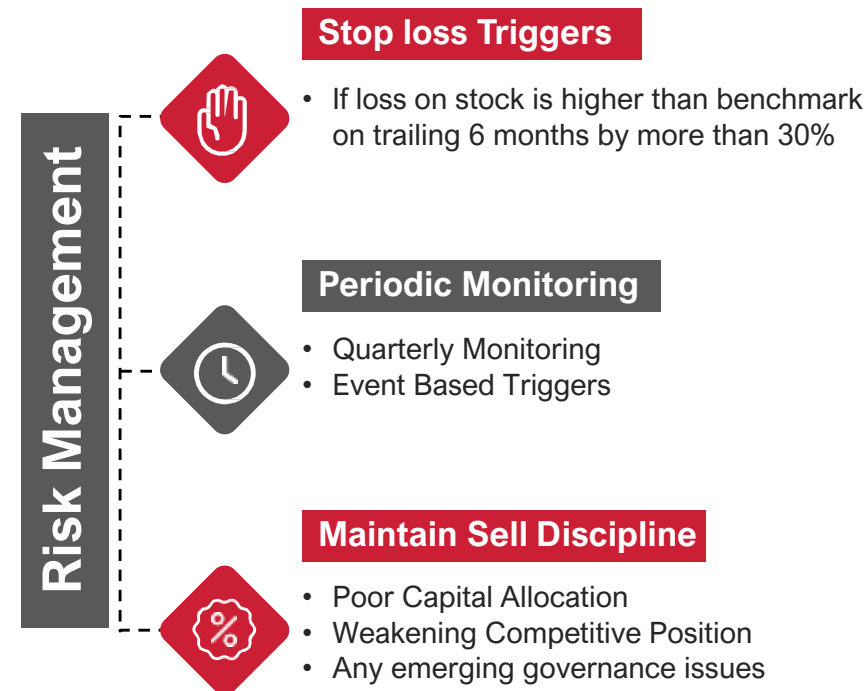 Risk Management
Stop loss Triggers
• If loss on stock is higher than benchmark
on trailing 6 months by more than 30%
Periodic Monitoring
• Quarterly Monitoring
• Event Based Triggers
Maintain Sell Discipline
%
• Poor Capital Allocation
• Weakening Competitive Position
• Any emerging governance issues